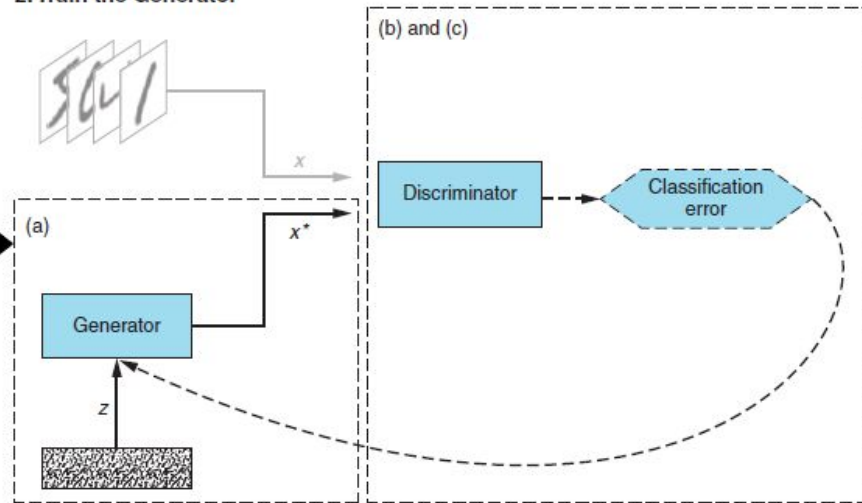 2. Train the Generator
(b) and (c)
x
Discriminator
Classification
error
(a)
x*
Generator
z